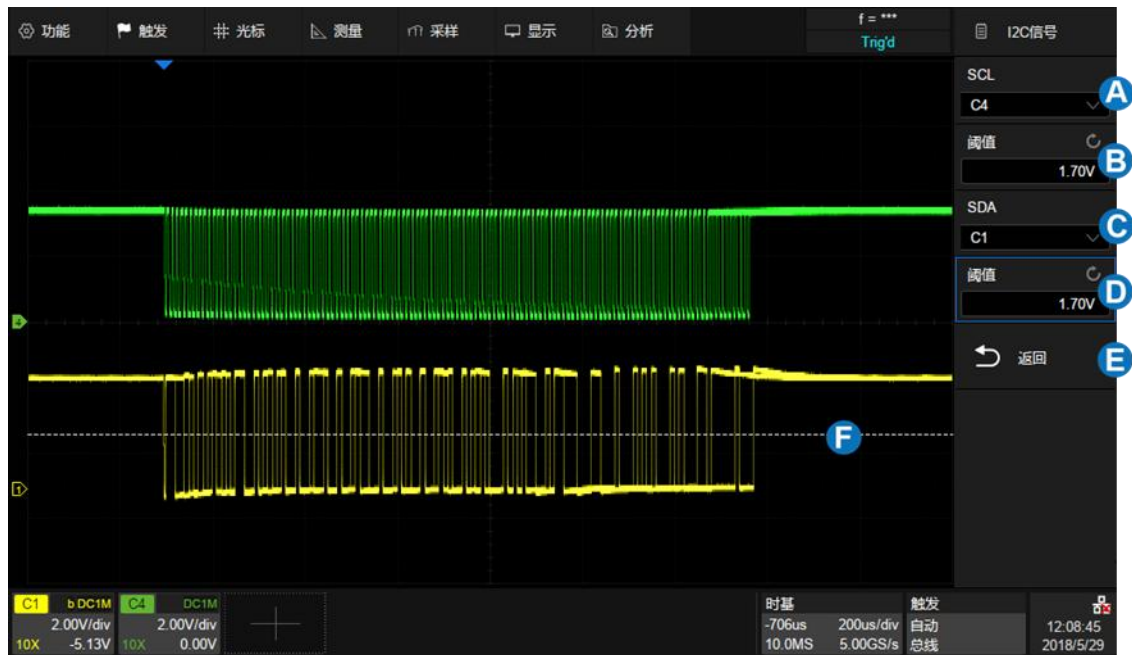 功能
触发
光标
测量
采样
显示
分析
f = ***
Trig'd
I2C信号
SCL
C4
A
阈值
1.70V
B
SDA
C1
C
阈值
1.70V
D
返回
E
F
4
1
C1 b DC1M
2.00V/div
10X -5.13V
C4 DC1M
2.00V/div
10X 0.00V
时基
-706us 200us/div
10.0MS 5.00GS/s
触发
自动
总线
12:08:45
2018/5/29